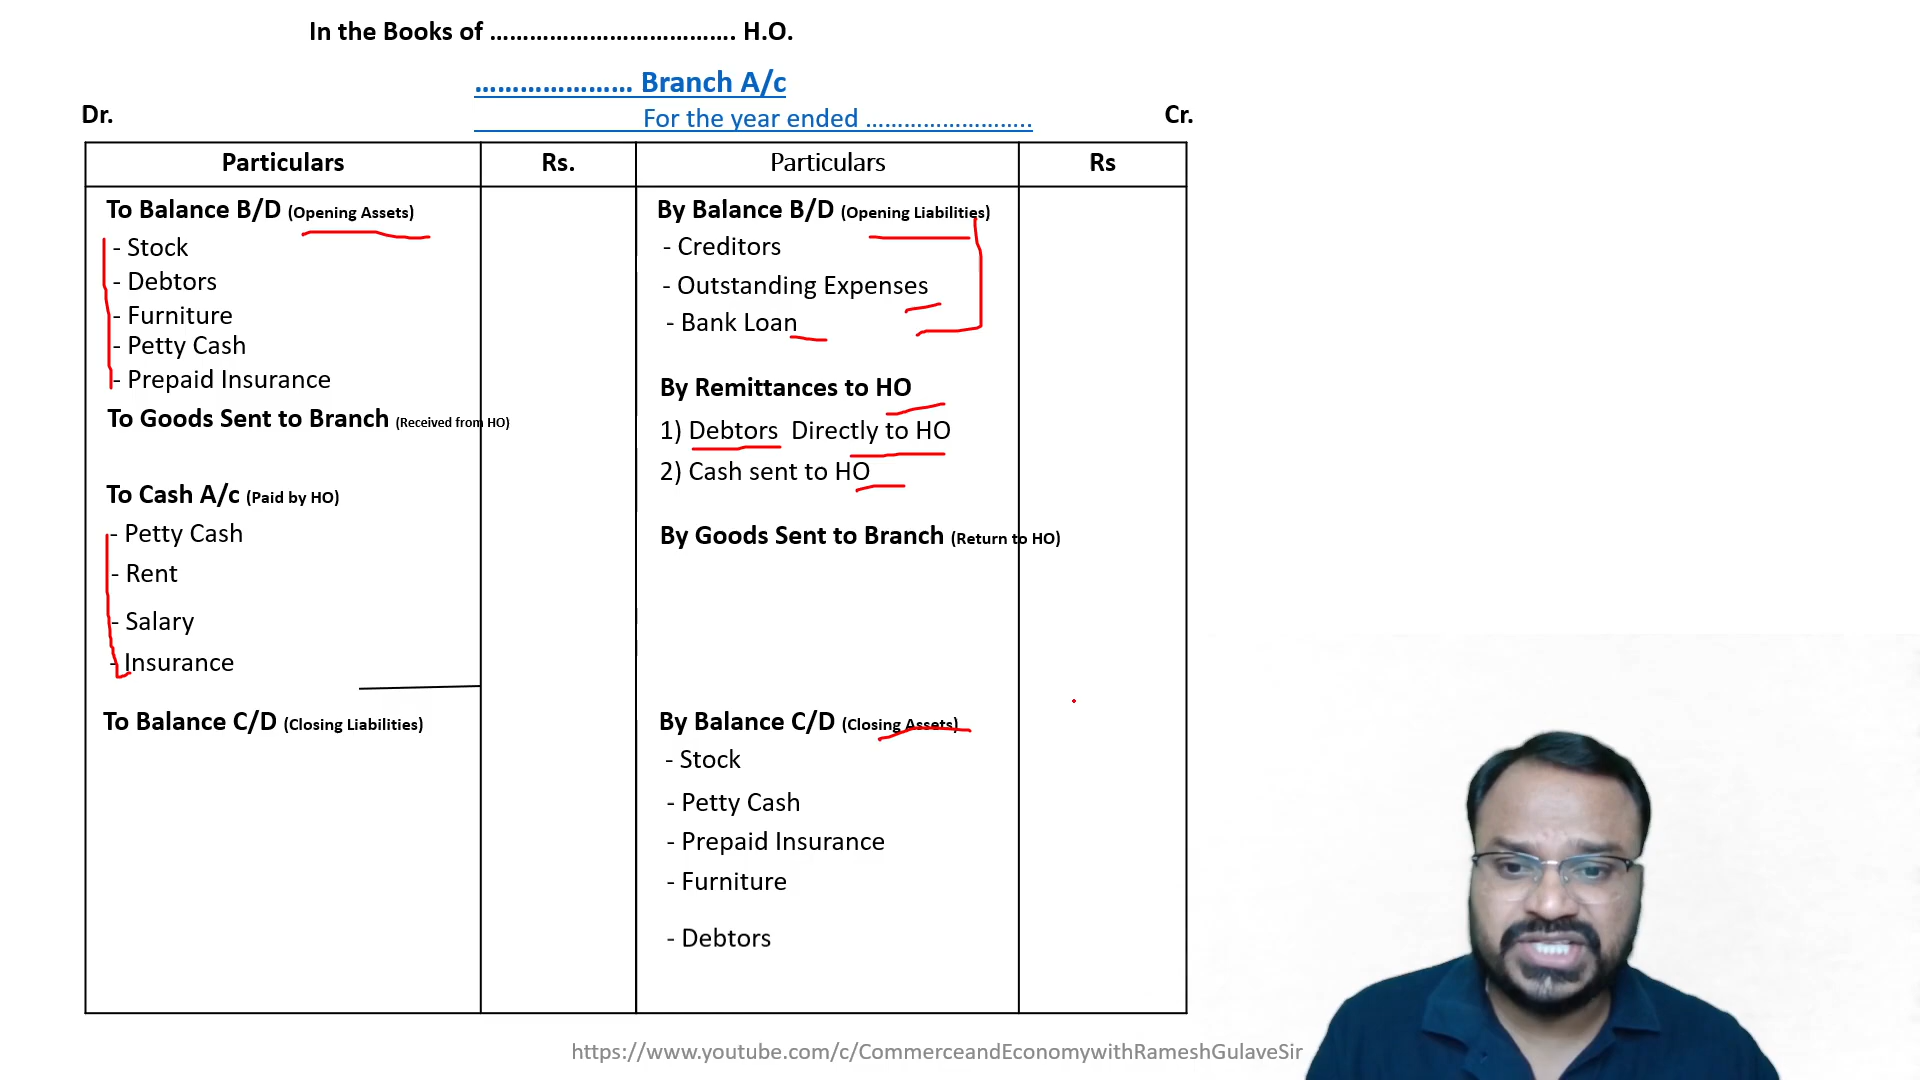 In the Books of ………………………………. H.O.
………………… Branch A/c
For the year ended ……………………..
Dr.
Cr.
Particulars
Rs.
Particulars
Rs
To Balance B/D (Opening Assets)
- Stock
- Debtors
- Furniture
- Petty Cash
- Prepaid Insurance
To Goods Sent to Branch (Received from HO)
To Cash A/c (Paid by HO)
- Petty Cash
- Rent
- Salary
- Insurance
To Balance C/D (Closing Liabilities)
By Balance B/D (Opening Liabilities)
- Creditors
- Outstanding Expenses
- Bank Loan
By Remittances to HO
1) Debtors Directly to HO
2) Cash sent to HO
By Goods Sent to Branch (Return to HO)
By Balance C/D (Closing Assets)
- Stock
- Petty Cash
- Prepaid Insurance
- Furniture
- Debtors
https://www.youtube.com/c/CommerceandEconomywithRameshGulaveSir